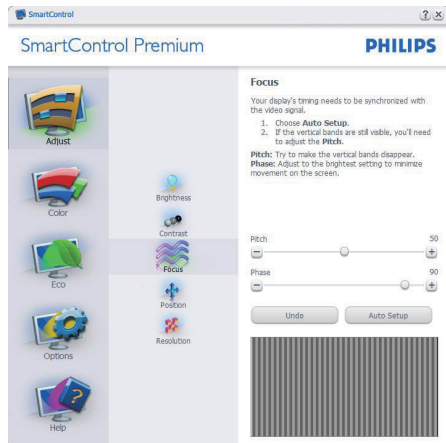 SmartControl
SmartControl Premium
PHILIPS
Adjust
Color
Eco
Options
Help
Brightness
Contrast
Focus
Position
Resolution
Focus
Your display's timing needs to be synchronized with
the video signal.
1. Choose Auto Setup.
2. If the vertical bands are still visible, you'll need
to adjust the Pitch.
Pitch: Try to make the vertical bands disappear.
Phase: Adjust to the brightest setting to minimize
movement on the screen.
Pitch 50
Phase 90
Undo Auto Setup